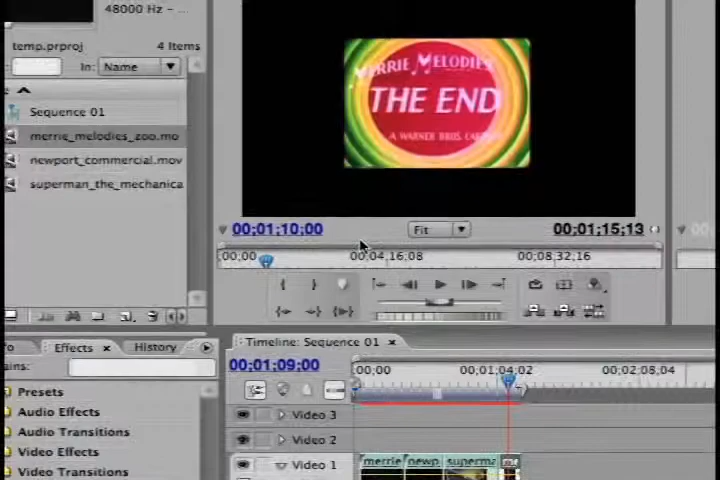 48000 Hz -
temp.prproj
4 Items
In: Name
Sequence 01
merrie_melodies_zoo.mo
newport_commercial.mov
superman_the_mechanica
MERRIE MELODIES
THE END
A WARNER BROS.
00;01;10;00
Fit
00;01;15;13
00;00
00;04;16;08
00;08;32;16
Effects
History
Timeline: Sequence 01
00;01;09;00
00;00
00;01;04;02
00;02;08;04
Presets
Audio Effects
Audio Transitions
Video Effects
Video Transitions
Video 3
Video 2
Video 1
merrie
newp
superma